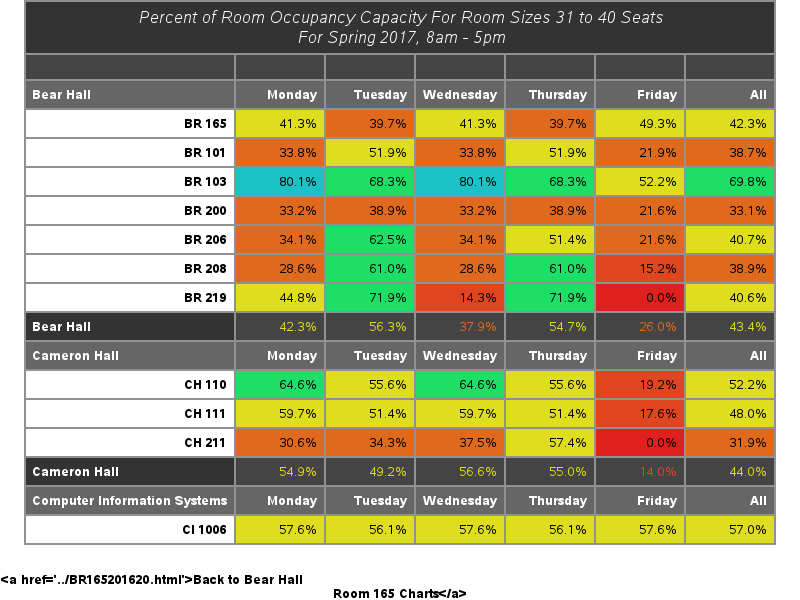 Percent of Room Occupancy Capacity For Room Sizes 31 to 40 Seats
For Spring 2017, 8am - 5pm
Bear Hall Monday Tuesday Wednesday Thursday Friday All
BR 165 41.3% 39.7% 41.3% 39.7% 49.3% 42.3%
BR 101 33.8% 51.9% 33.8% 51.9% 21.9% 38.7%
BR 103 80.1% 68.3% 80.1% 68.3% 52.2% 69.8%
BR 200 33.2% 38.9% 33.2% 38.9% 21.6% 33.1%
BR 206 34.1% 62.5% 34.1% 51.4% 21.6% 40.7%
BR 208 28.6% 61.0% 28.6% 61.0% 15.2% 38.9%
BR 219 44.8% 71.9% 14.3% 71.9% 0.0% 40.6%
Bear Hall 42.3% 56.3% 37.9% 54.7% 26.0% 43.4%
Cameron Hall Monday Tuesday Wednesday Thursday Friday All
CH 110 64.6% 55.6% 64.6% 55.6% 19.2% 52.2%
CH 111 59.7% 51.4% 59.7% 51.4% 17.6% 48.0%
CH 211 30.6% 34.3% 37.5% 57.4% 0.0% 31.9%
Cameron Hall 54.9% 49.2% 56.6% 55.0% 14.0% 44.0%
Computer Information Systems Monday Tuesday Wednesday Thursday Friday All
CI 1006 57.6% 56.1% 57.6% 56.1% 57.6% 57.0%
<a href='../BR165201620.html'>Back to Bear Hall
Room 165 Charts</a>